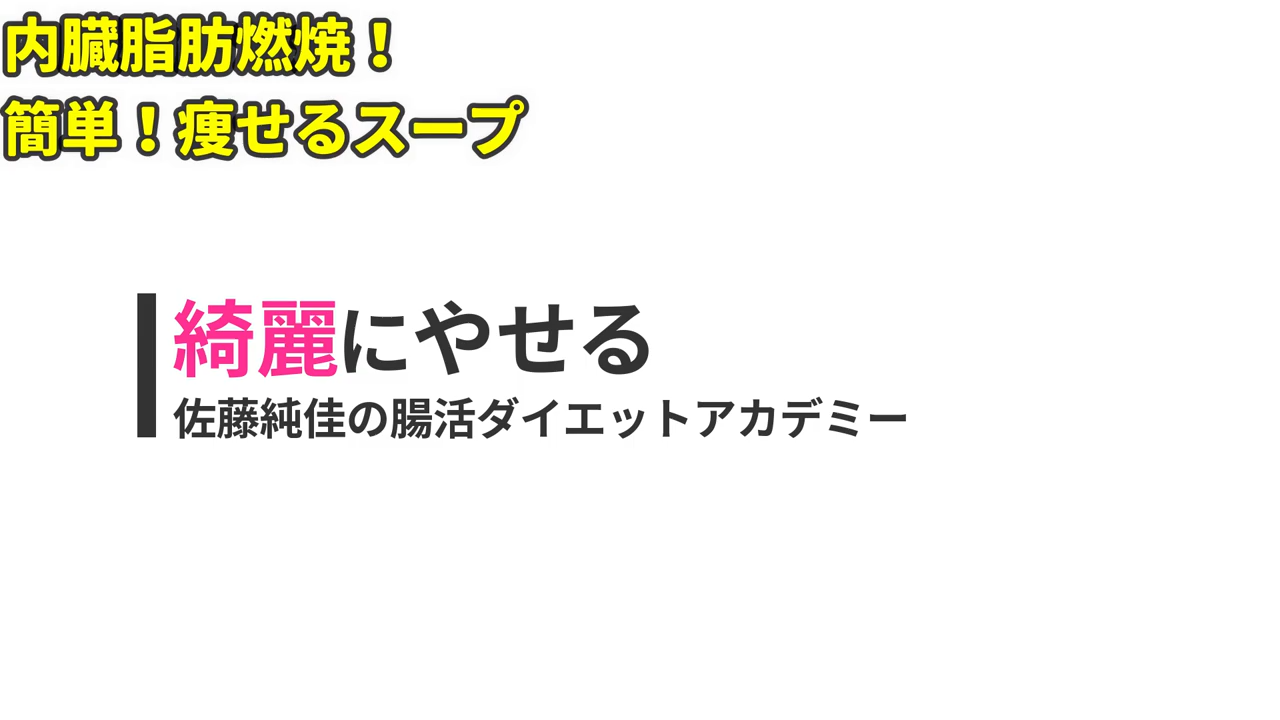 内臓脂肪燃焼！
簡単！痩せるスープ
綺麗にやせる
佐藤純佳の腸活ダイエットアカデミー